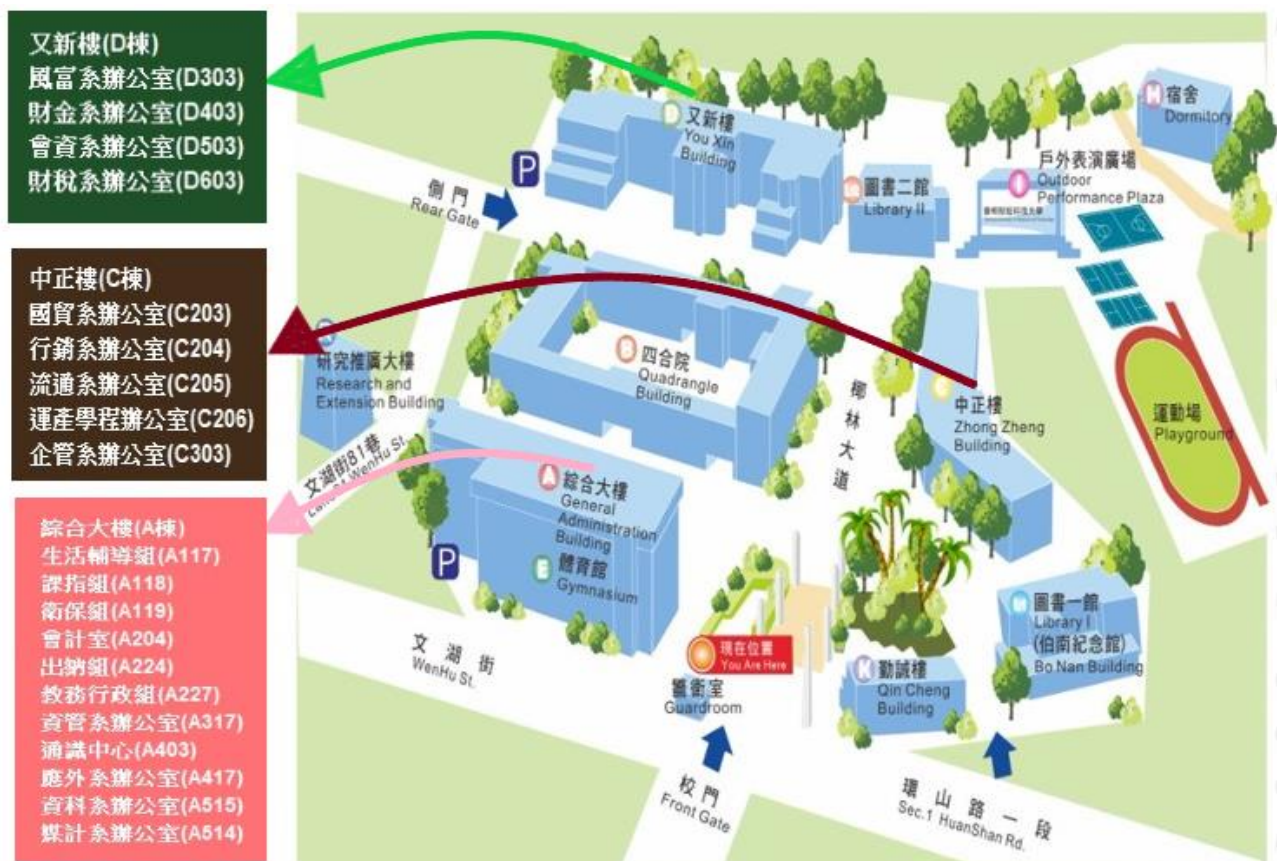 又新樓(D棟)
風富系辦公室(D303)
財金系辦公室(D403)
會資系辦公室(D503)
財稅系辦公室(D603)
中正樓(C棟)
國貿系辦公室(C203)
行銷系辦公室(C204)
流通系辦公室(C205)
運產學程辦公室(C206)
企管系辦公室(C303)
綜合大樓(A棟)
生活輔導組(A117)
課指組(A118)
衛保組(A119)
會計室(A204)
出納組(A224)
教務行政組(A227)
資管系辦公室(A317)
通識中心(A403)
應外系辦公室(A417)
資科系辦公室(A515)
媒計系辦公室(A514)
D 又新樓
You Xin
Building
H 宿舍
Dormitory
P
側門
Rear Gate
圖書二館
Library II
I 戶外表演廣場
Outdoor
Performance Plaza
研究推廣大樓
Research and
Extension Building
B 四合院
Quadrangle
Building
椰林大道
C 中正樓
Zhong Zheng
Building
運動場
Playground
文湖街81巷
WenHu St.
A 綜合大樓
General
Administration
Building
E 體育館
Gymnasium
P
文湖街
WenHu St.
現在位置
You Are Here
警衛室
Guardroom
K 勤誠樓
Qin Cheng
Building
圖書一館
Library I
(伯南紀念館)
Bo Nan Building
校門
Front Gate
環山路一段
Sec.1 HuanShan Rd.